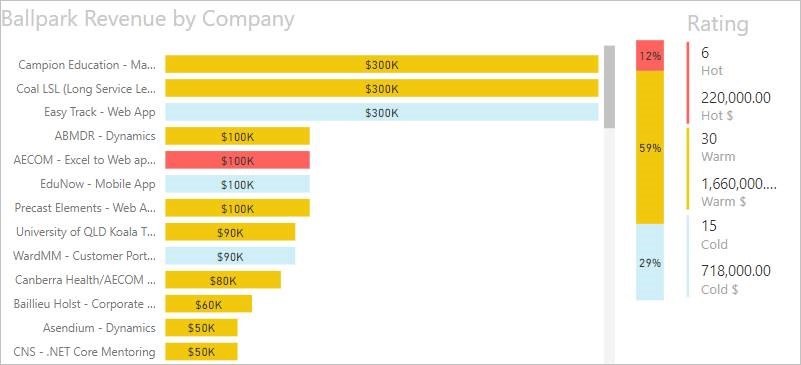 Ballpark Revenue by Company
Campion Education - Ma... $300K
Coal LSL (Long Service Le... $300K
Easy Track - Web App $300K
ABMDR - Dynamics $100K
AECOM - Excel to Web ap... $100K
EduNow - Mobile App $100K
Precast Elements - Web A... $100K
University of QLD Koala T... $90K
WardMM - Customer Port... $90K
Canberra Health/AECOM ... $80K
Baillieu Holst - Corporate ... $60K
Asendium - Dynamics $50K
CNS - .NET Core Mentoring $50K
12%
59%
29%
Rating
6
Hot
220,000.00
Hot $
30
Warm
1,660,000....
Warm $
15
Cold
718,000.00
Cold $